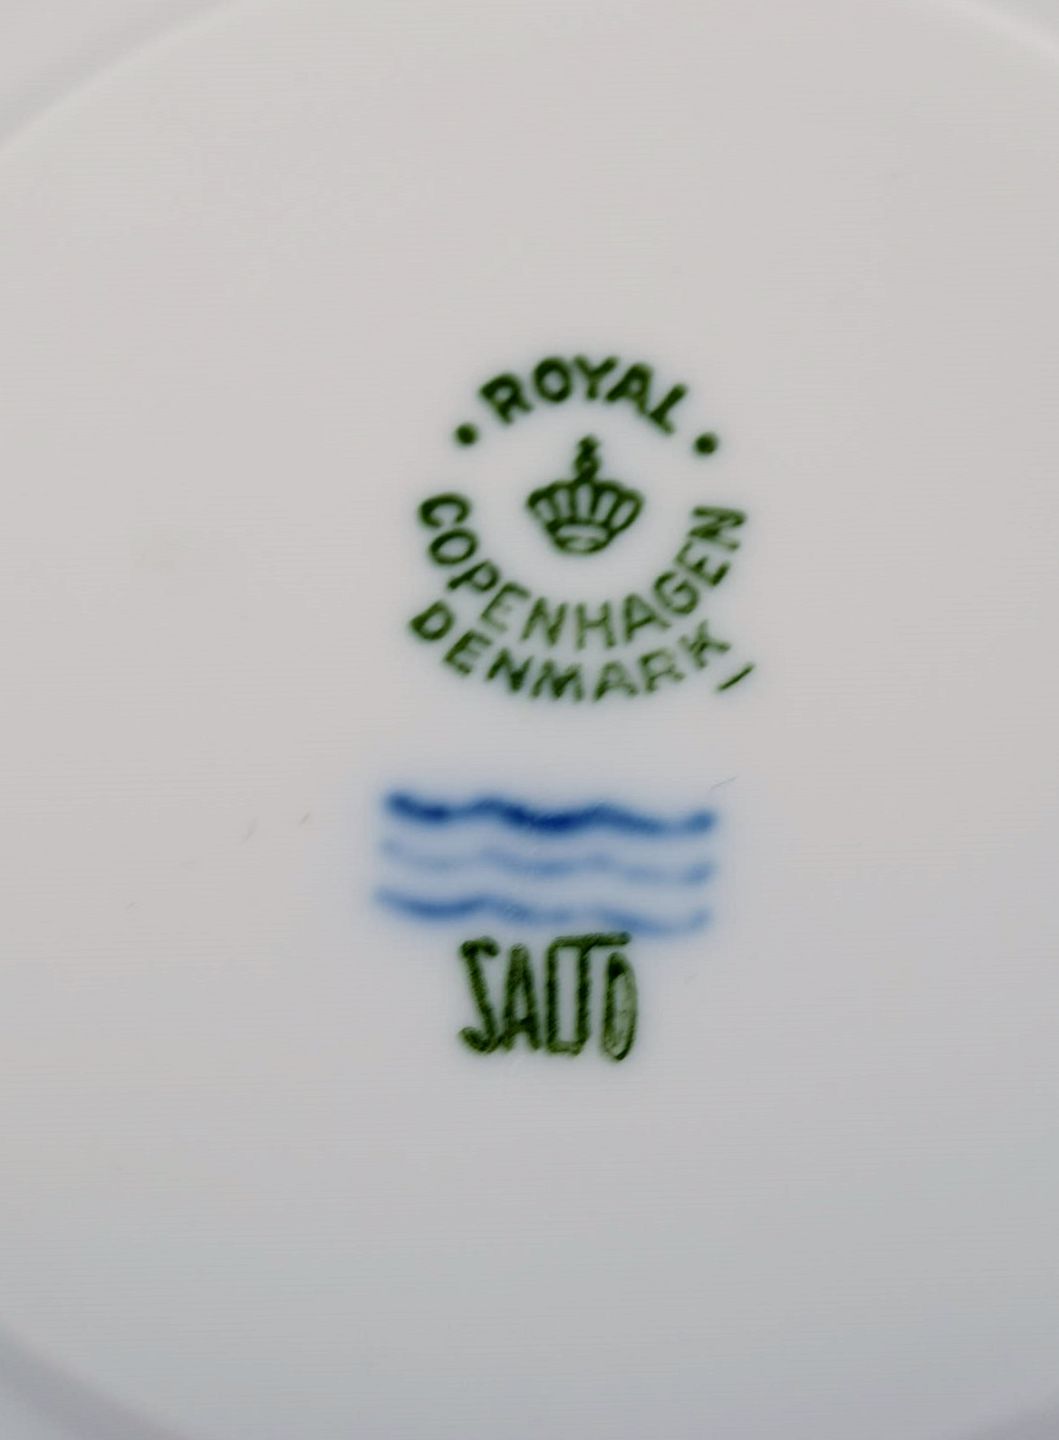 • ROYAL •
COPENHAGEN
DENMARK
SALTO